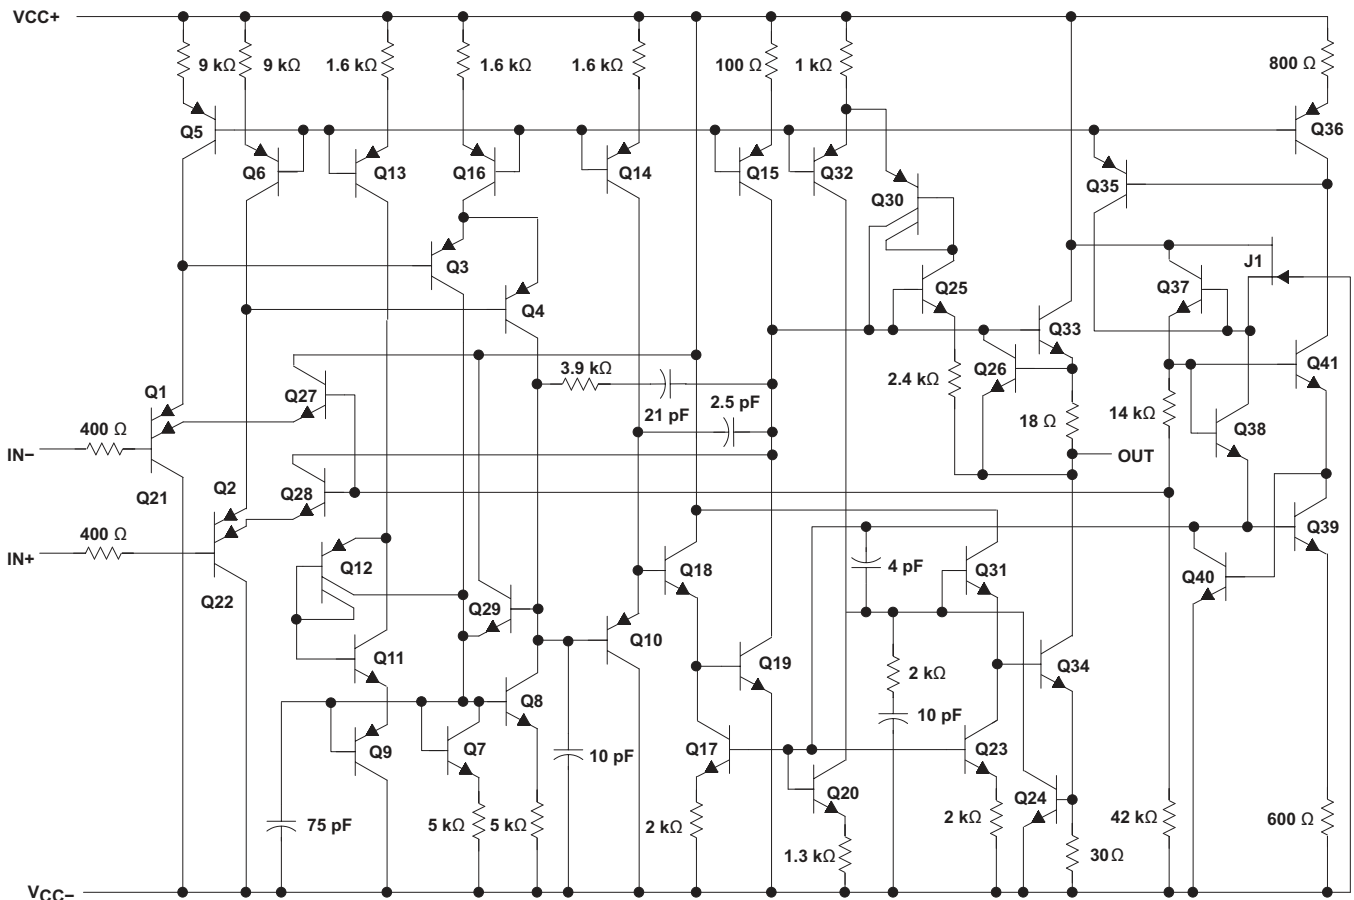 VCC+
9 kΩ
9 kΩ
1.6 kΩ
1.6 kΩ
1.6 kΩ
100 Ω
1 kΩ
800 Ω
Q5
Q6
Q13
Q16
Q14
Q15
Q32
Q30
Q35
Q36
Q3
Q4
Q25
Q33
Q37
J1
Q1
Q27
3.9 kΩ
21 pF
2.5 pF
2.4 kΩ
Q26
18 Ω
14 kΩ
Q38
Q41
400 Ω
IN−
OUT
Q21
Q2
Q28
400 Ω
IN+
Q22
Q12
Q29
Q18
4 pF
Q31
Q40
Q39
Q11
Q10
Q19
2 kΩ
Q34
Q8
Q9
Q7
10 pF
Q17
10 pF
Q23
Q20
Q24
75 pF
5 kΩ
5 kΩ
2 kΩ
1.3 kΩ
2 kΩ
30Ω
42 kΩ
600 Ω
VCC−